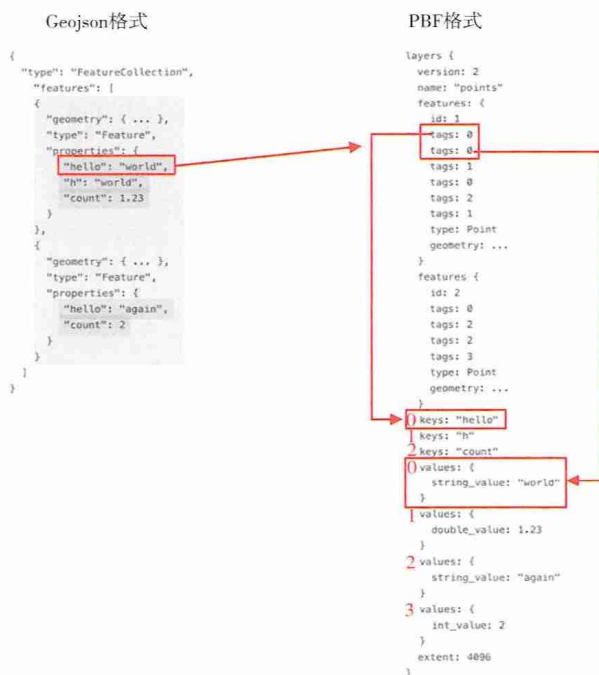 Geojson格式
{
"type": "FeatureCollection",
"features": [
{
"geometry": { ... },
"type": "Feature",
"properties": {
"hello": "world",
"h": "world",
"count": 1.23
}
},
{
"geometry": { ... },
"type": "Feature",
"properties": {
"hello": "again",
"count": 2
}
}
]
}
PBF格式
layers {
version: 2
name: "points"
features: {
id: 1
tags: 0
tags: 0
tags: 1
tags: 0
tags: 2
tags: 1
type: Point
geometry: ...
}
features {
id: 2
tags: 0
tags: 2
tags: 2
tags: 3
type: Point
geometry: ...
}
0 keys: "hello"
1 keys: "h"
2 keys: "count"
0 values: {
string_value: "world"
}
1 values: {
double_value: 1.23
}
2 values: {
string_value: "again"
}
3 values: {
int_value: 2
}
extent: 4096
}